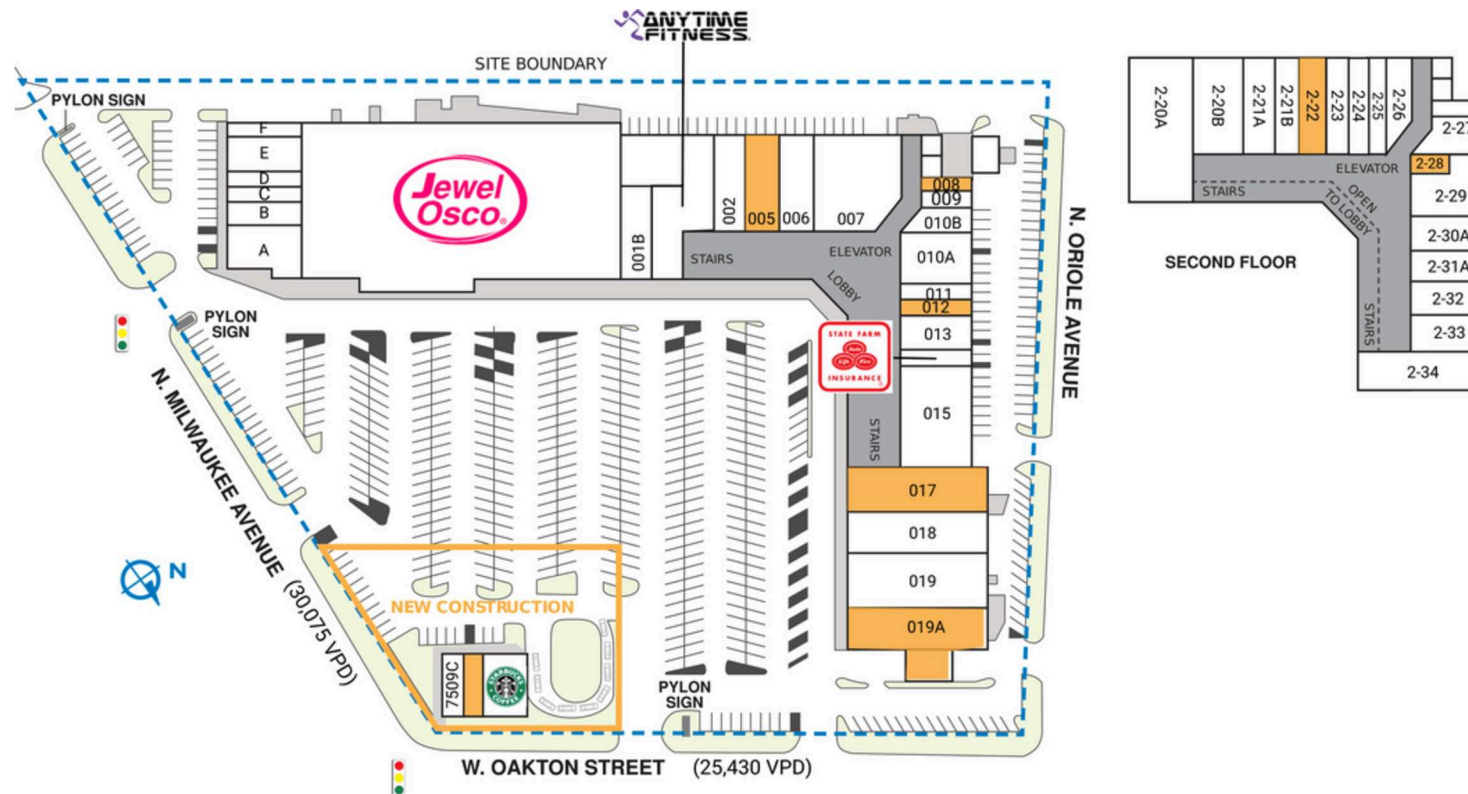 ANYTIME
FITNESS.
SITE BOUNDARY
PYLON SIGN
F
E
D
C
B
A
Jewel
Osco
001B
002
005
006
007
008
009
010B
010A
011
012
013
015
017
018
019
019A
STAIRS
ELEVATOR
LOBBY
STAIRS
STATE FARM
INSURANCE
PYLON
SIGN
N. MILWAUKEE AVENUE (30,075 VPD)
N. ORIOLE AVENUE
N
NEW CONSTRUCTION
7509C
STARBUCKS
COFFEE
PYLON
SIGN
W. OAKTON STREET (25,430 VPD)
2-20A
2-20B
2-21A
2-21B
2-22
2-23
2-24
2-25
2-26
2-27
2-28
2-29
2-30A
2-31A
2-32
2-33
2-34
ELEVATOR
STAIRS
OPEN
TO LOBBY
STAIRS
SECOND FLOOR